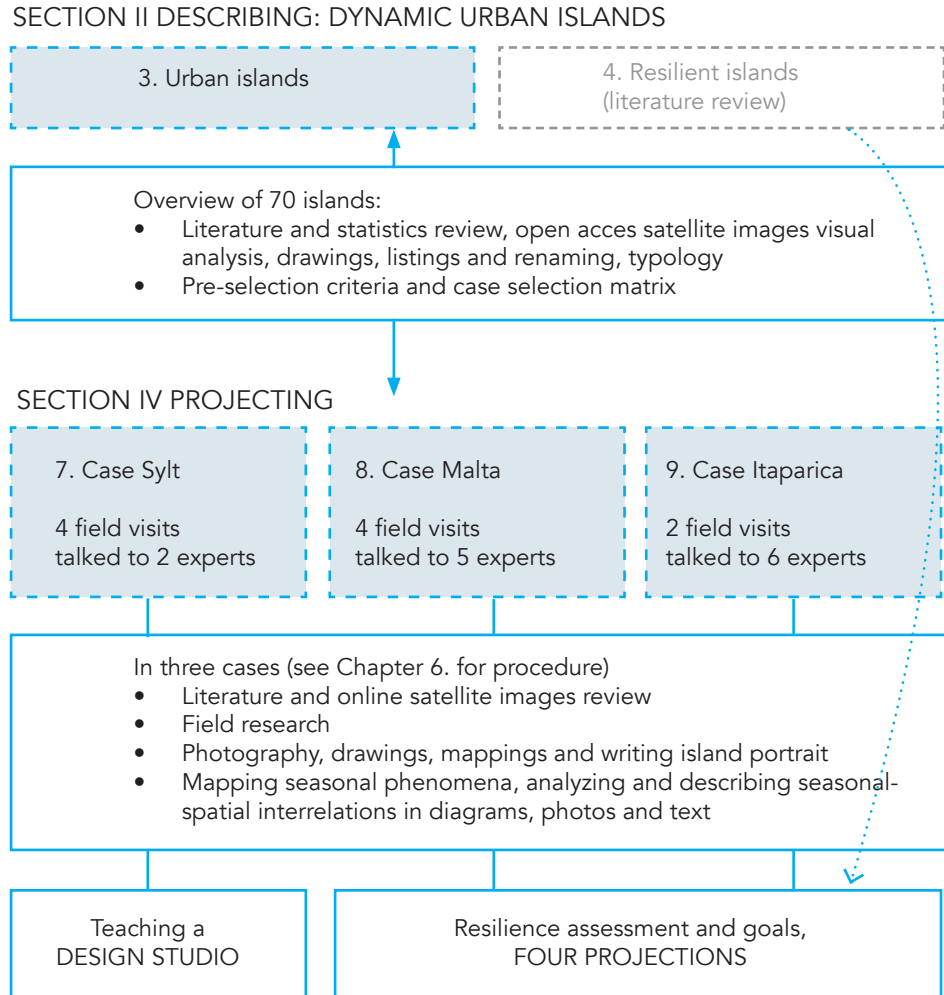 SECTION II DESCRIBING: DYNAMIC URBAN ISLANDS
3. Urban islands
4. Resilient islands
(literature review)
Overview of 70 islands:
• Literature and statistics review, open acces satellite images visual
analysis, drawings, listings and renaming, typology
• Pre-selection criteria and case selection matrix
SECTION IV PROJECTING
7. Case Sylt
4 field visits
talked to 2 experts
8. Case Malta
4 field visits
talked to 5 experts
9. Case Itaparica
2 field visits
talked to 6 experts
In three cases (see Chapter 6. for procedure)
• Literature and online satellite images review
• Field research
• Photography, drawings, mappings and writing island portrait
• Mapping seasonal phenomena, analyzing and describing seasonal-
spatial interrelations in diagrams, photos and text
Teaching a
DESIGN STUDIO
Resilience assessment and goals,
FOUR PROJECTIONS